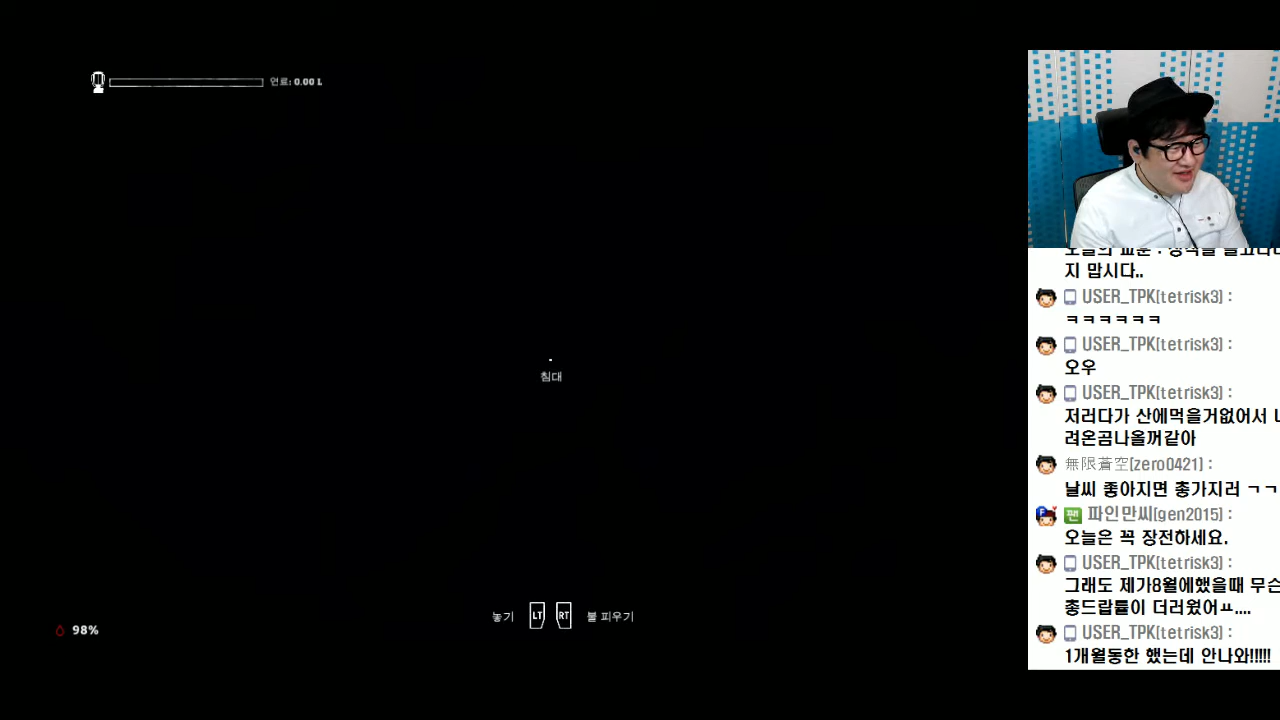 연료: 0.00 L
침대
놓기 LT RT 불 피우기
98%
지 맙시다..
USER_TPK[tetrisk3] :
ㅋㅋㅋㅋㅋㅋ
USER_TPK[tetrisk3] :
오우
USER_TPK[tetrisk3] :
저러다가 산에먹을거없어서
려온곰나올꺼같아
無限蒼空[zero0421] :
날씨 좋아지면 총가지러 ㄱㄱ
팬 파인만씨[gen2015] :
오늘은 꼭 장전하세요.
USER_TPK[tetrisk3] :
그래도 제가8월에했을때 무슨
총드랍률이 더러웠어ㅛ....
USER_TPK[tetrisk3] :
1개월동한 했는데 안나와!!!!!